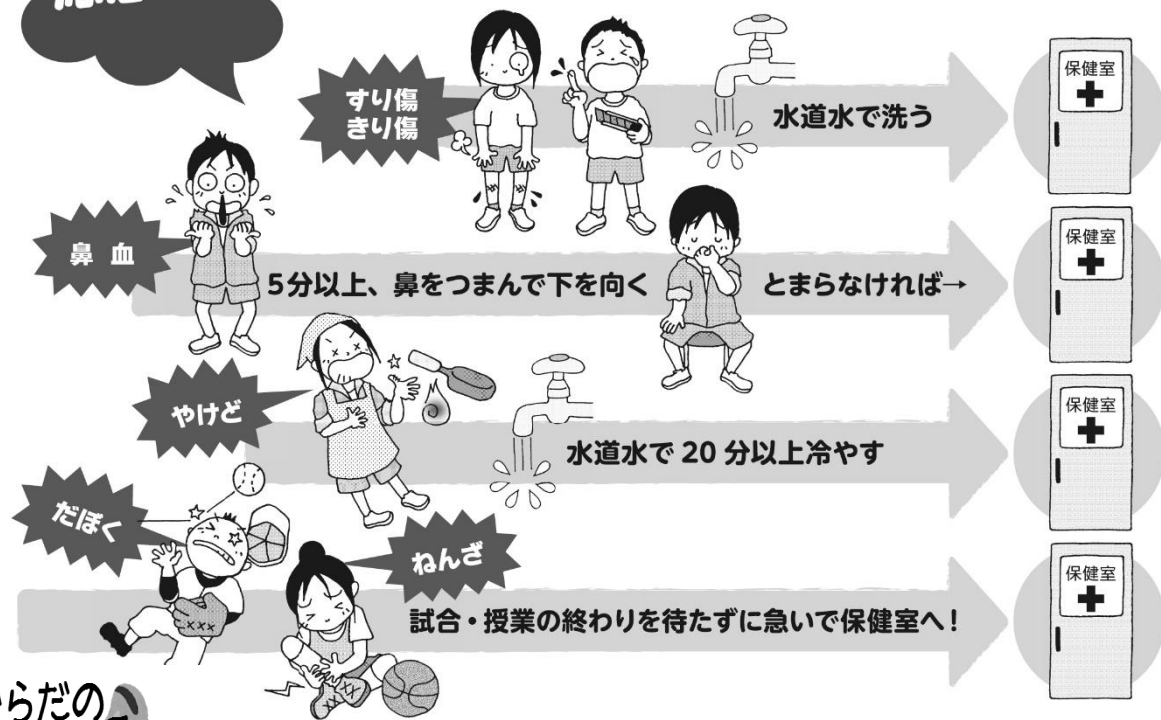 すり傷
きり傷
水道水で洗う
保健室
鼻血
5分以上、鼻をつまんで下を向く
とまらなければ→
保健室
やけど
水道水で 20 分以上冷やす
保健室
だぼく
ねんざ
試合・授業の終わりを待たずに急いで保健室へ!
保健室
らだの